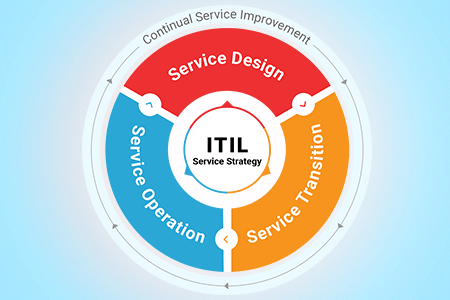 Continual Service Improvement
Service Design
ITIL
Service Strategy
Service Operation
Service Transition